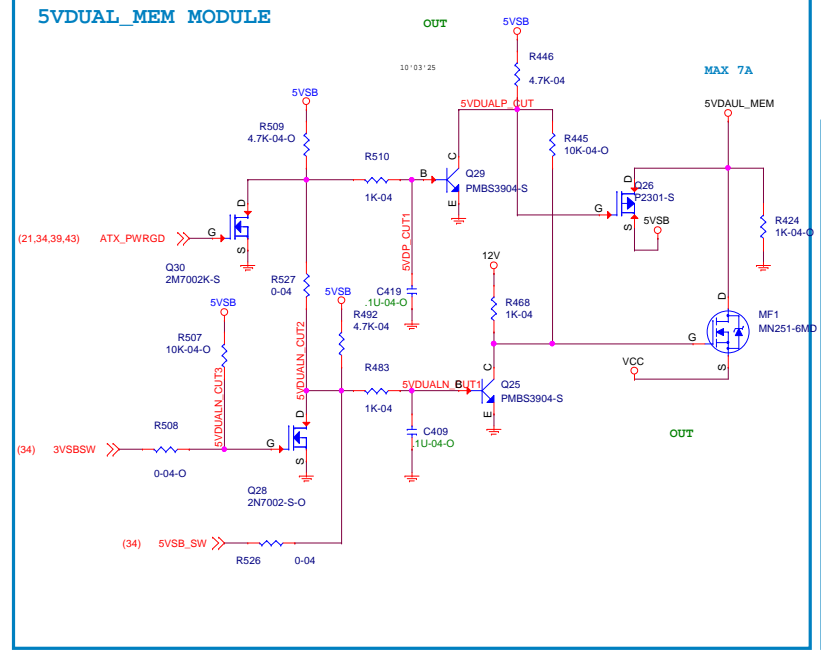 5VDUAL_MEM MODULE
OUT
5VSB
R446
4.7K-04
10'03'25
MAX 7A
5VSB
5VDUALP_CUT
5VDAUL_MEM
R509
4.7K-04-O
R445
10K-04-O
R510
1K-04
B
C
E
Q29
PMBS3904-S
D
G
S
Q26
P2301-S
5VSB
R424
1K-04-O
(21,34,39,43)
ATX_PWRGD
G
D
S
Q30
2M7002K-S
5VDP_CUT1
12V
R527
0-04
C419
.1U-04-O
5VSB
R492
4.7K-04
R468
1K-04
5VSB
R507
10K-04-O
5VDUALN_CUT2
D
G
S
MF1
MN251-6MD
VCC
R483
1K-04
5VDUALN_CUT1
B
C
E
Q25
PMBS3904-S
5VDUALN_CUT3
R508
0-04-O
(34)
3VSBSW
G
D
S
Q28
2N7002-S-O
C409
.1U-04-O
OUT
(34)
5VSB_SW
R526
0-04